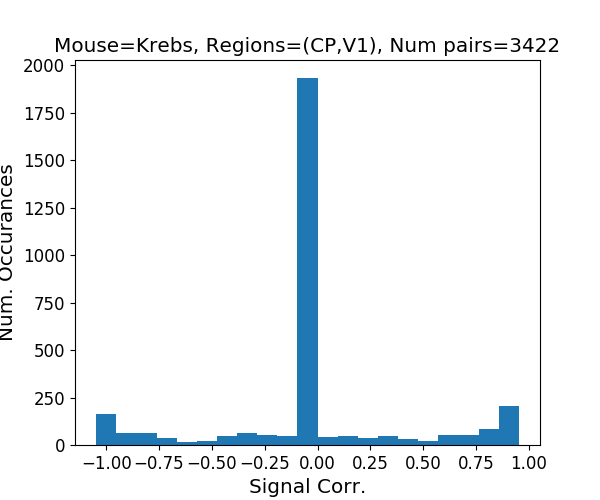 Mouse=Krebs, Regions=(CP,V1), Num pairs=3422
2000
1750
1500
1250
1000
750
500
250
0
Num. Occurances
−1.00 −0.75 −0.50 −0.25 0.00 0.25 0.50 0.75 1.00
Signal Corr.